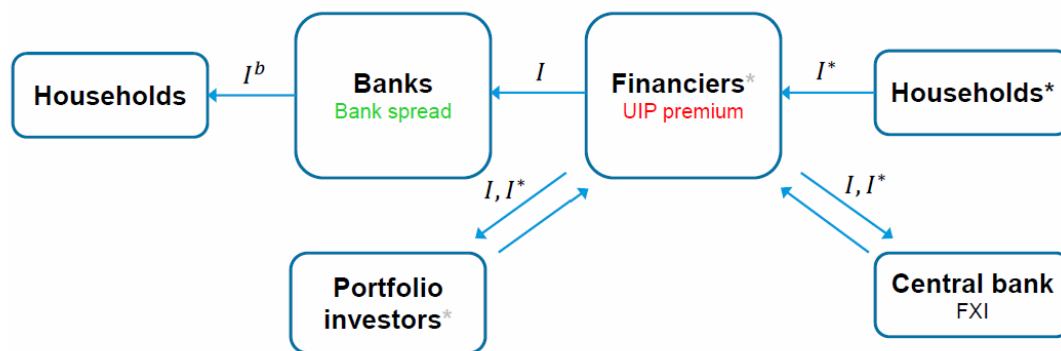 Households
I^b
Banks
Bank spread
I
Financiers*
UIP premium
I*
Households*
I, I*
I, I*
Portfolio
investors*
Central bank
FXI